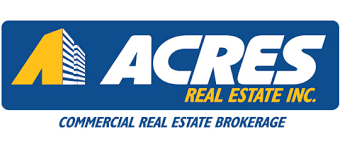 ACRES
REAL ESTATE INC.
COMMERCIAL REAL ESTATE BROKERAGE